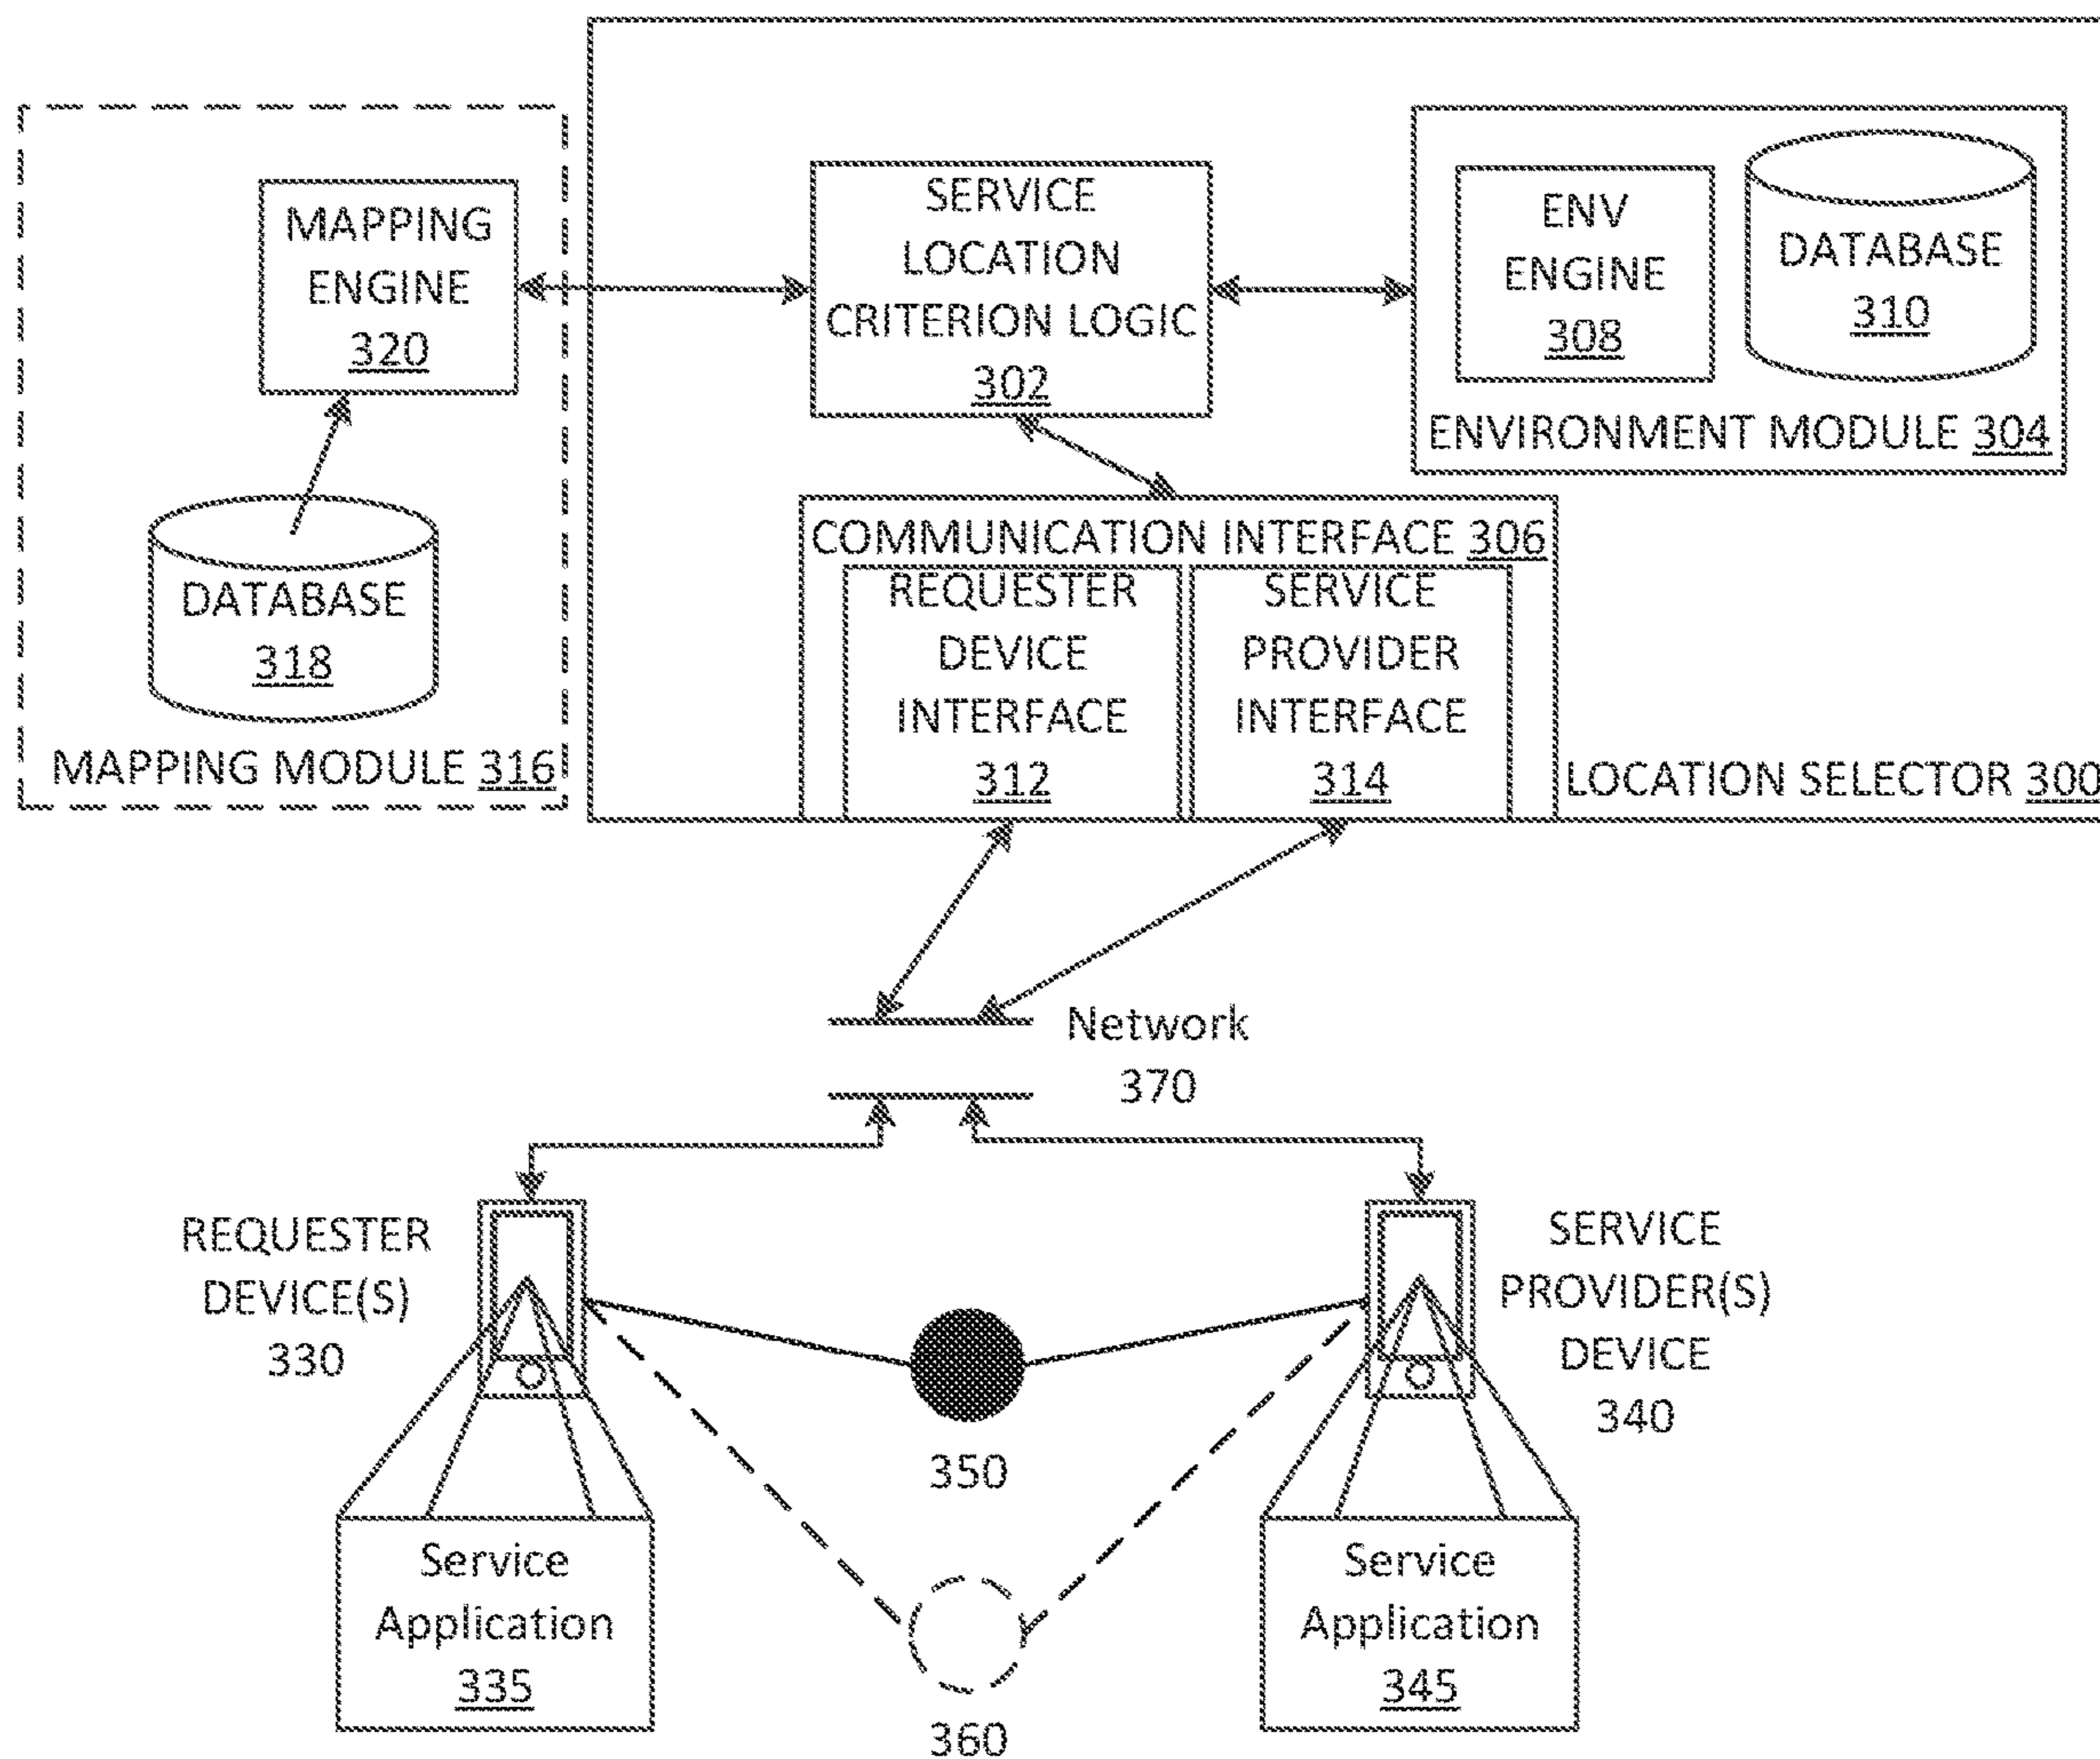 MAPPING
ENGINE
320
DATABASE
318
MAPPING MODULE 316
SERVICE
LOCATION
CRITERION LOGIC
302
ENV
ENGINE
308
DATABASE
310
ENVIRONMENT MODULE 304
COMMUNICATION INTERFACE 306
REQUESTER
DEVICE
INTERFACE
312
SERVICE
PROVIDER
INTERFACE
314
LOCATION SELECTOR 300
Network
370
REQUESTER
DEVICE(S)
330
SERVICE
PROVIDER(S)
DEVICE
340
350
Service
Application
335
360
Service
Application
345